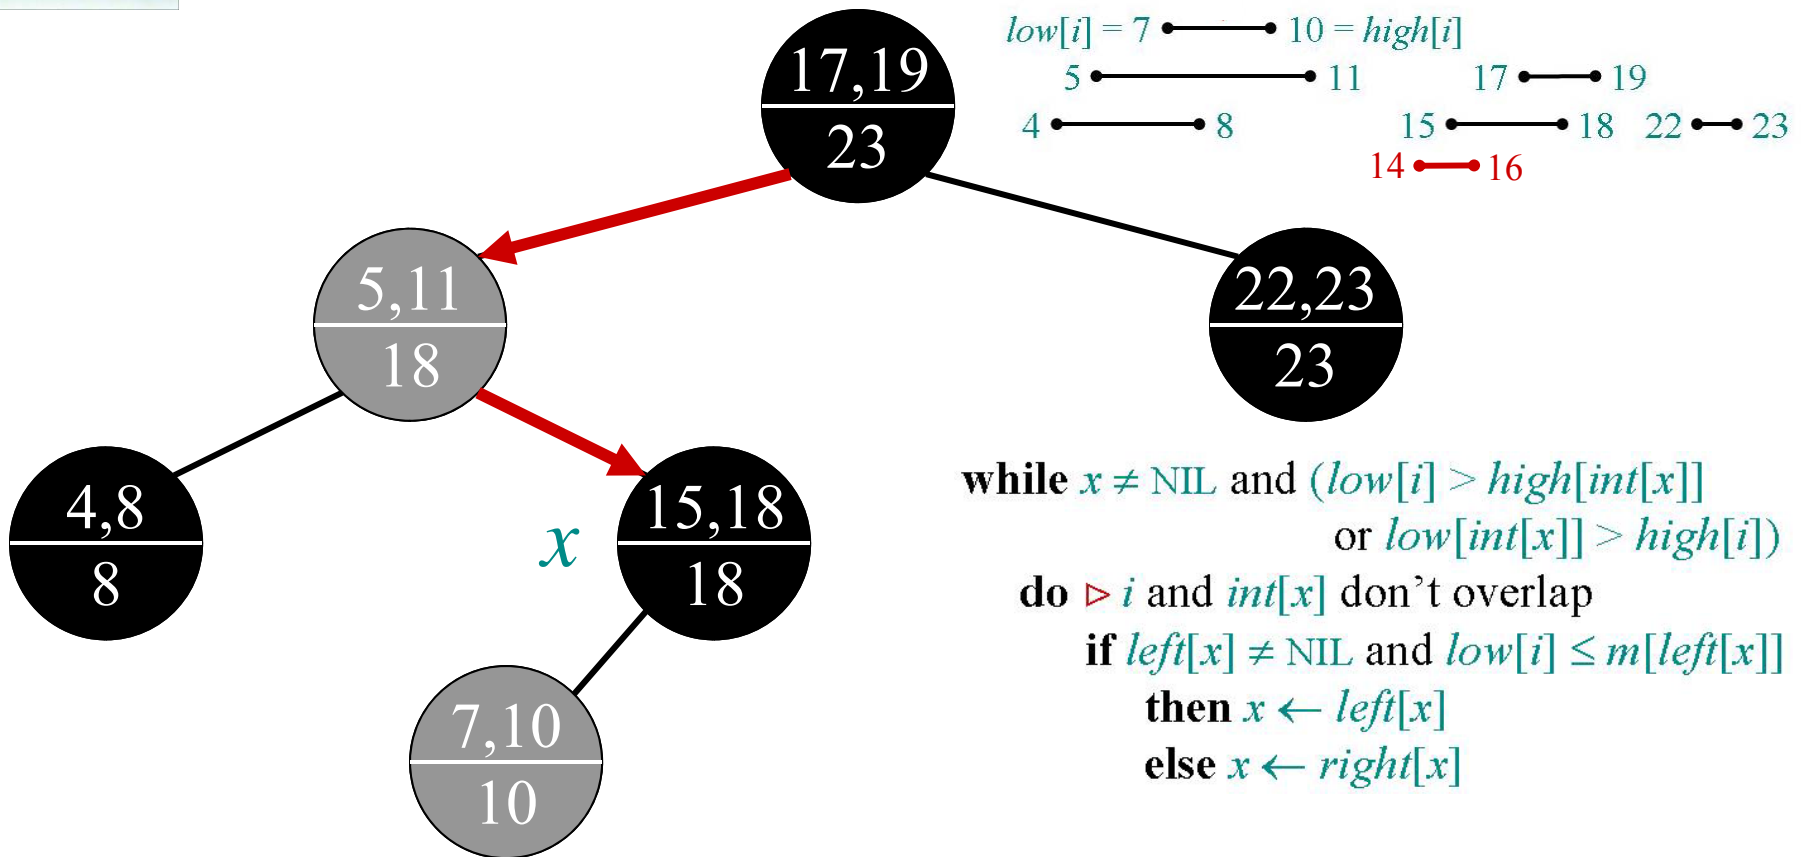 17,19
23
low[i] = 7 10 = high[i]
5 11 17 19
4 8 15 18 22 23
14 16
5,11
18
22,23
23
4,8
8
x
15,18
18
7,10
10
while x ≠ NIL and (low[i] > high[int[x]]
or low[int[x]] > high[i])
do ⊳ i and int[x] don’t overlap
if left[x] ≠ NIL and low[i] ≤ m[left[x]]
then x ← left[x]
else x ← right[x]